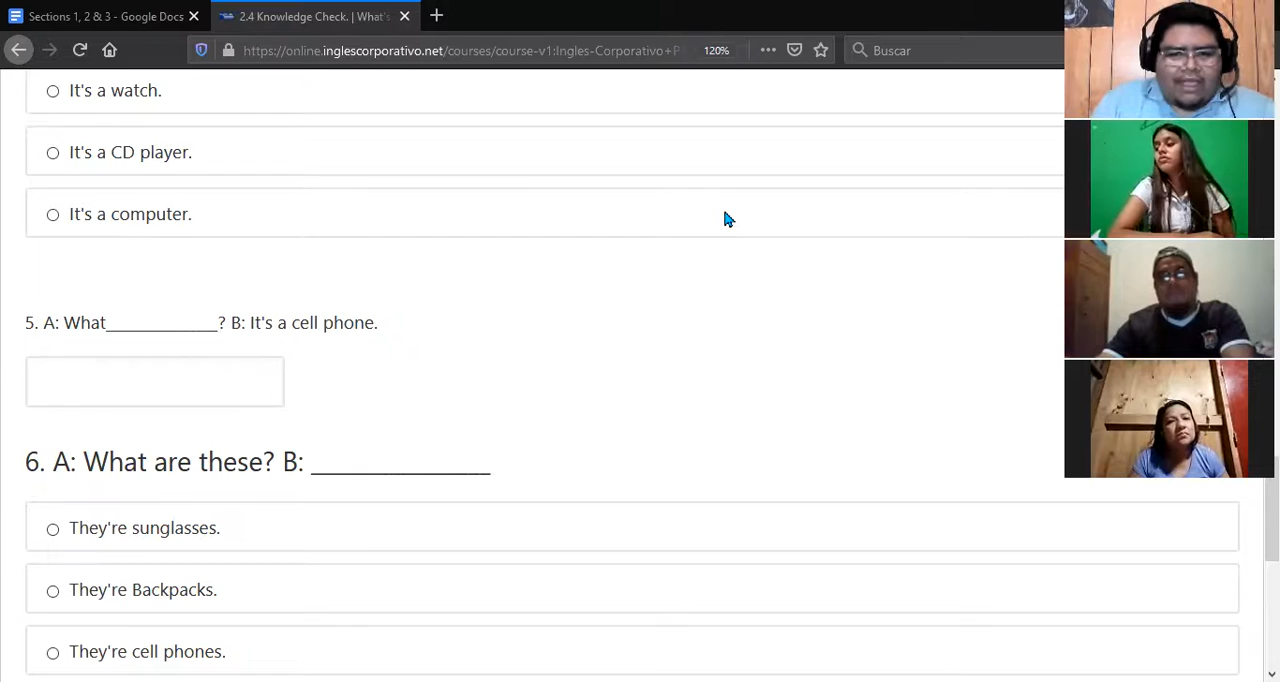 Sections 1, 2 & 3 - Google Docs
2.4 Knowledge Check. | What's
https://online.inglescorporativo.net/courses/course-v1:Ingles-Corporativo+P
120%
Buscar
It's a watch.
It's a CD player.
It's a computer.
5. A: What_____________? B: It's a cell phone.
6. A: What are these? B: ______________
They're sunglasses.
They're Backpacks.
They're cell phones.